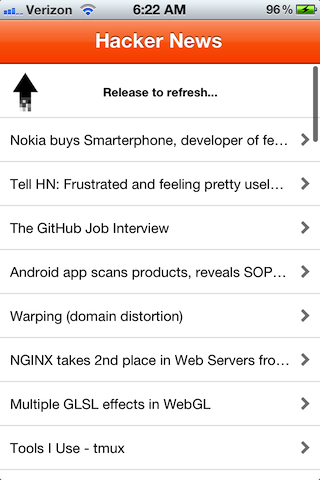 Verizon 6:22 AM 96%
Hacker News
Release to refresh...
Nokia buys Smarterphone, developer of fe...
Tell HN: Frustrated and feeling pretty usel...
The GitHub Job Interview
Android app scans products, reveals SOP...
Warping (domain distortion)
NGINX takes 2nd place in Web Servers fro...
Multiple GLSL effects in WebGL
Tools I Use - tmux